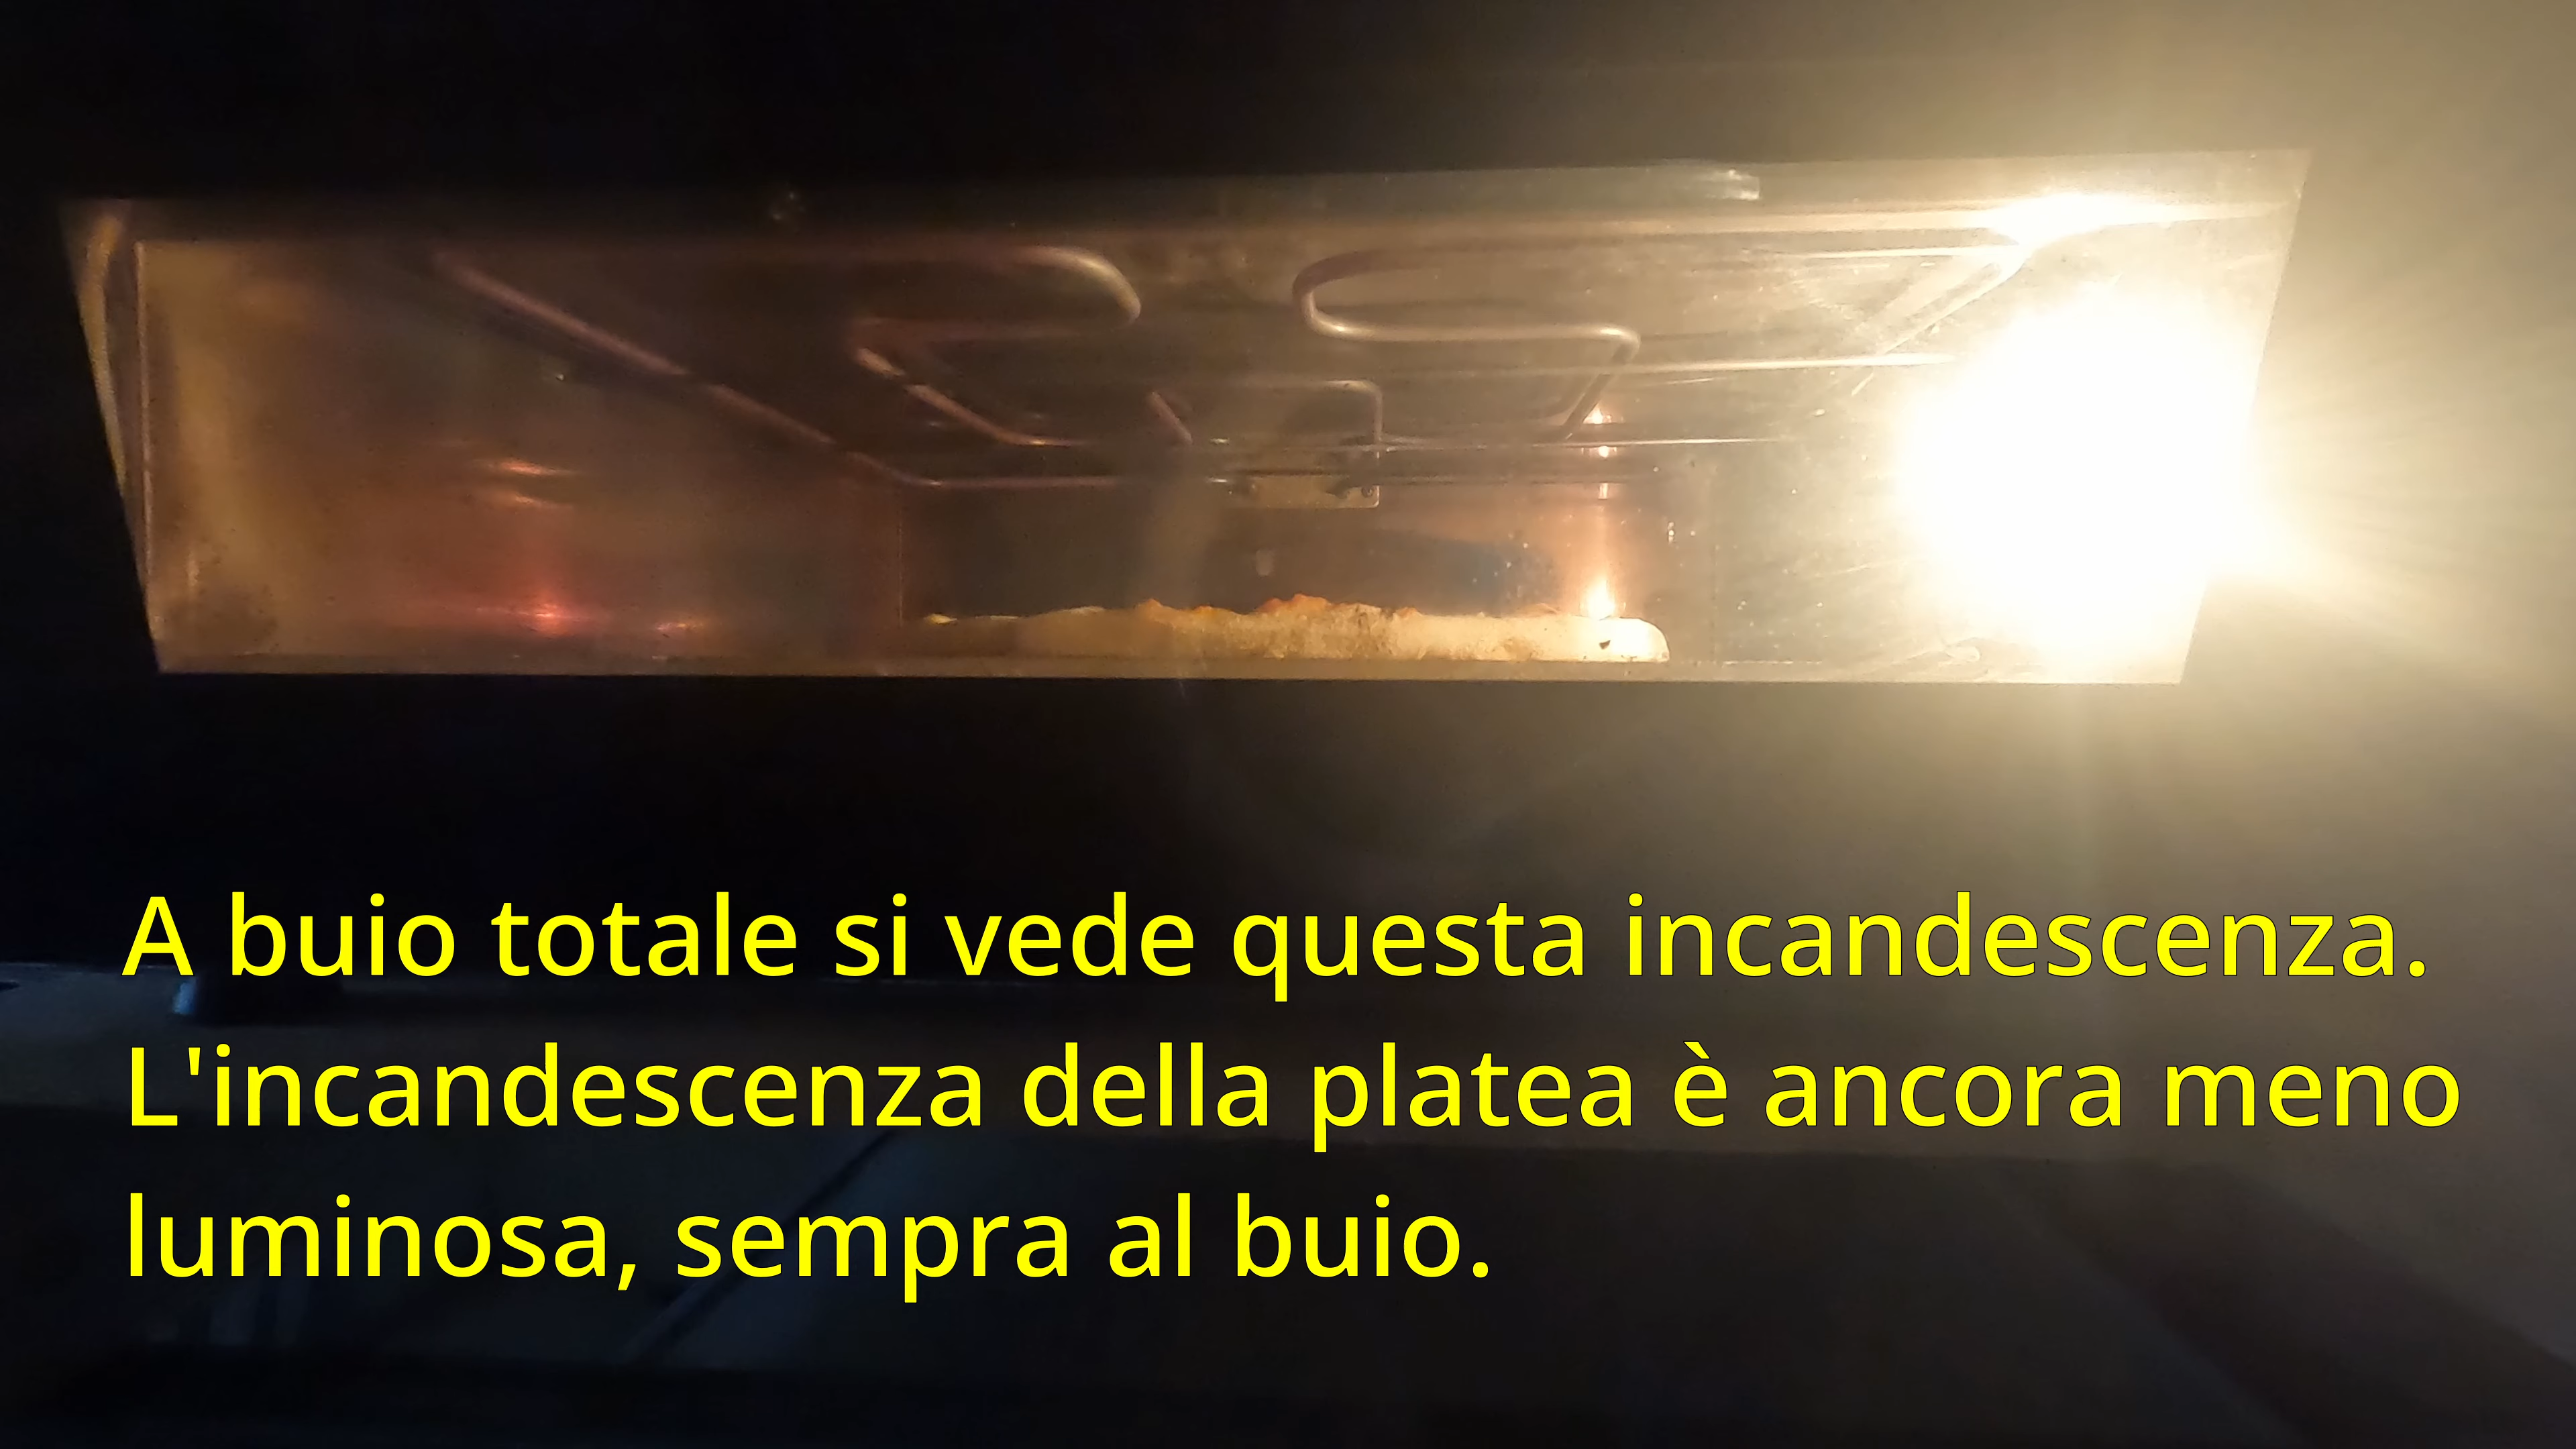 A buio totale si vede questa incandescenza.
L'incandescenza della platea è ancora meno
luminosa, sempra al buio.